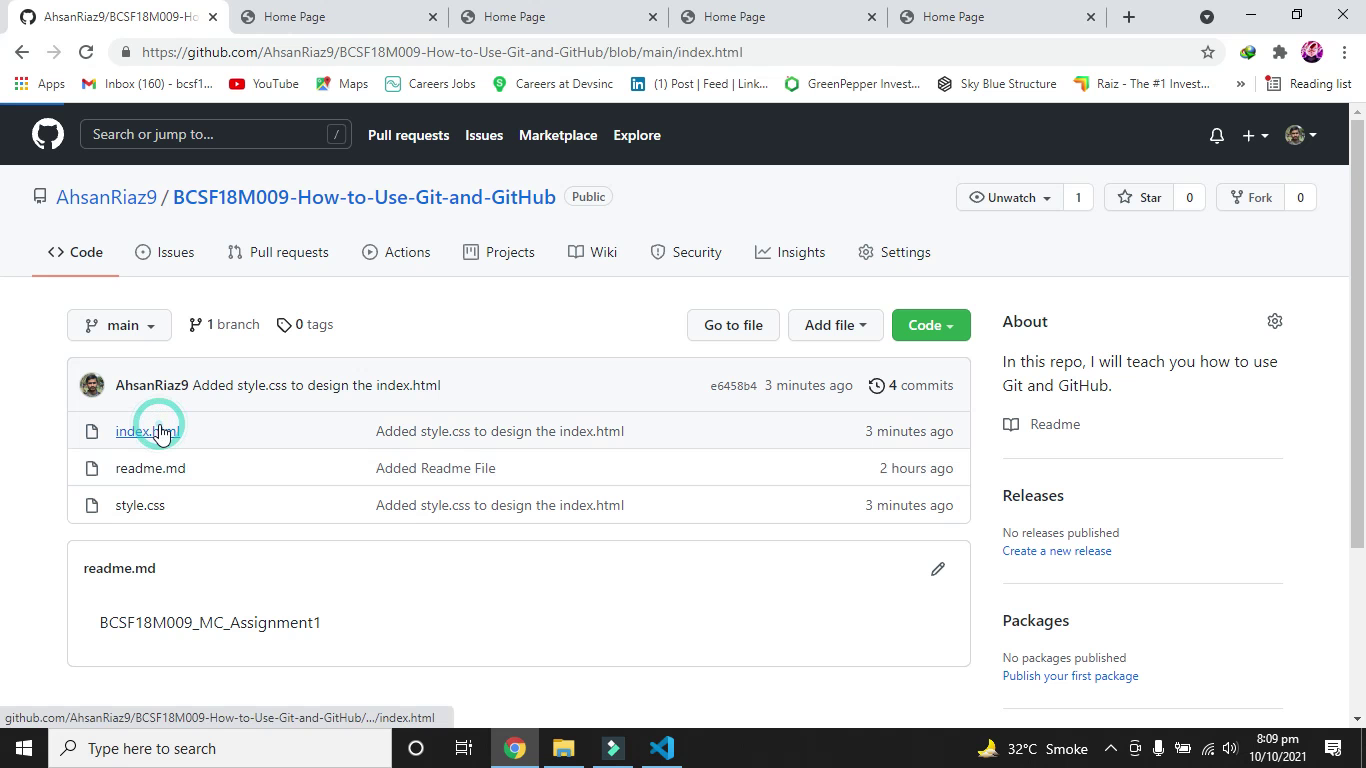 AhsanRiaz9/BCSF18M009-Ho
Home Page
Home Page
Home Page
Home Page
https://github.com/AhsanRiaz9/BCSF18M009-How-to-Use-Git-and-GitHub/blob/main/index.html
Apps
Inbox (160) - bcsf1...
YouTube
Maps
Careers Jobs
Careers at Devsinc
(1) Post | Feed | Link...
GreenPepper Invest...
Sky Blue Structure
Raiz - The #1 Invest...
»
Reading list
Search or jump to...
/
Pull requests
Issues
Marketplace
Explore
AhsanRiaz9 / BCSF18M009-How-to-Use-Git-and-GitHub
Public
Unwatch
1
Star
0
Fork
0
<> Code
Issues
Pull requests
Actions
Projects
Wiki
Security
Insights
Settings
main
1 branch
0 tags
Go to file
Add file
Code
About
In this repo, I will teach you how to use
Git and GitHub.
Readme
AhsanRiaz9 Added style.css to design the index.html
e6458b4
3 minutes ago
4 commits
index.html
Added style.css to design the index.html
3 minutes ago
readme.md
Added Readme File
2 hours ago
style.css
Added style.css to design the index.html
3 minutes ago
Releases
No releases published
Create a new release
readme.md
BCSF18M009_MC_Assignment1
Packages
No packages published
Publish your first package
github.com/AhsanRiaz9/BCSF18M009-How-to-Use-Git-and-GitHub/.../index.html
Type here to search
32°C Smoke
8:09 pm
10/10/2021